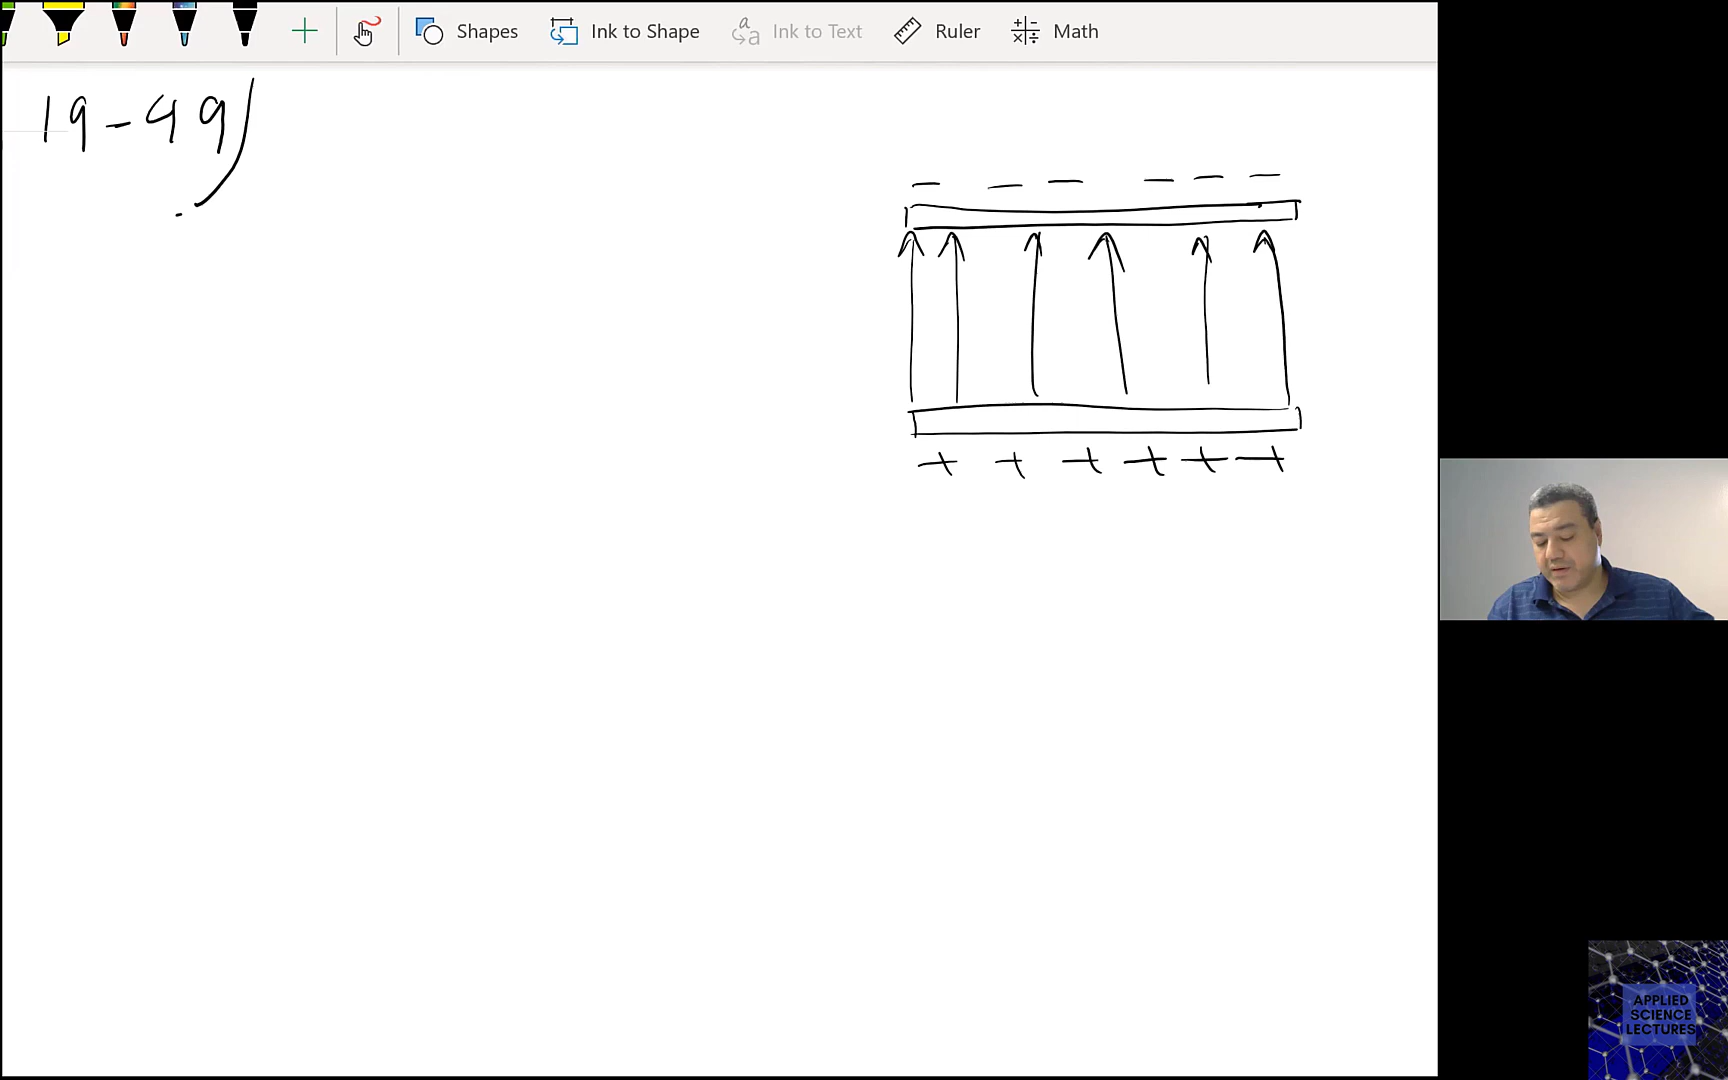 Shapes Ink to Shape Ink to Text Ruler Math
19-49)
- - - - - -
+ + + + + +
APPLIED
SCIENCE
LECTURES